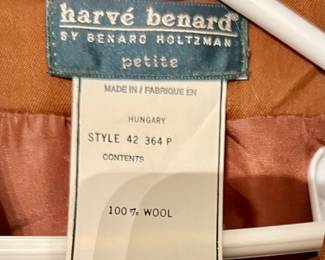 harvé benard®
BY BENARD HOLTZMAN
petite
MADE IN / FABRIQUE EN
HUNGARY
STYLE 42 364 P
CONTENTS
100 % WOOL